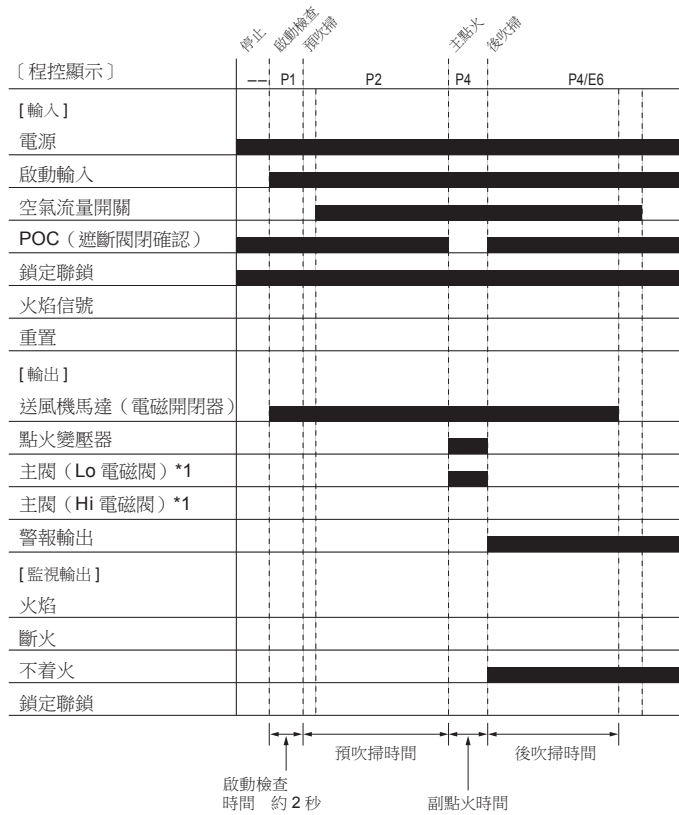 停止
啟動檢查
預吹掃
主點火
後吹掃
〔程控顯示〕
-- P1 P2 P4 P4/E6
[輸入]
電源
啟動輸入
空氣流量開關
POC（遮斷閥閉確認）
鎖定聯鎖
火焰信號
重置
[輸出]
送風機馬達（電磁開閉器）
點火變壓器
主閥（Lo 電磁閥）*1
主閥（Hi 電磁閥）*1
警報輸出
[監視輸出]
火焰
斷火
不着火
鎖定聯鎖
預吹掃時間 後吹掃時間
啟動檢查
時間 約2秒 副點火時間